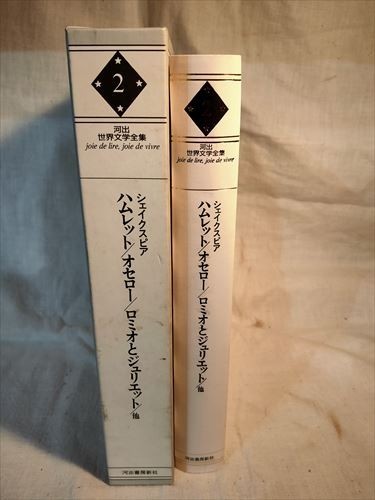 2
河出
世界文学全集
joie de lire, joie de vivre
シェイクスピア
ハムレット/オセロー/ロミオとジュリエット/他
河出書房新社
2
河出
世界文学全集
joie de lire, joie de vivre
シェイクスピア
ハムレット/オセロー/ロミオとジュリエット/他
河出書房新社